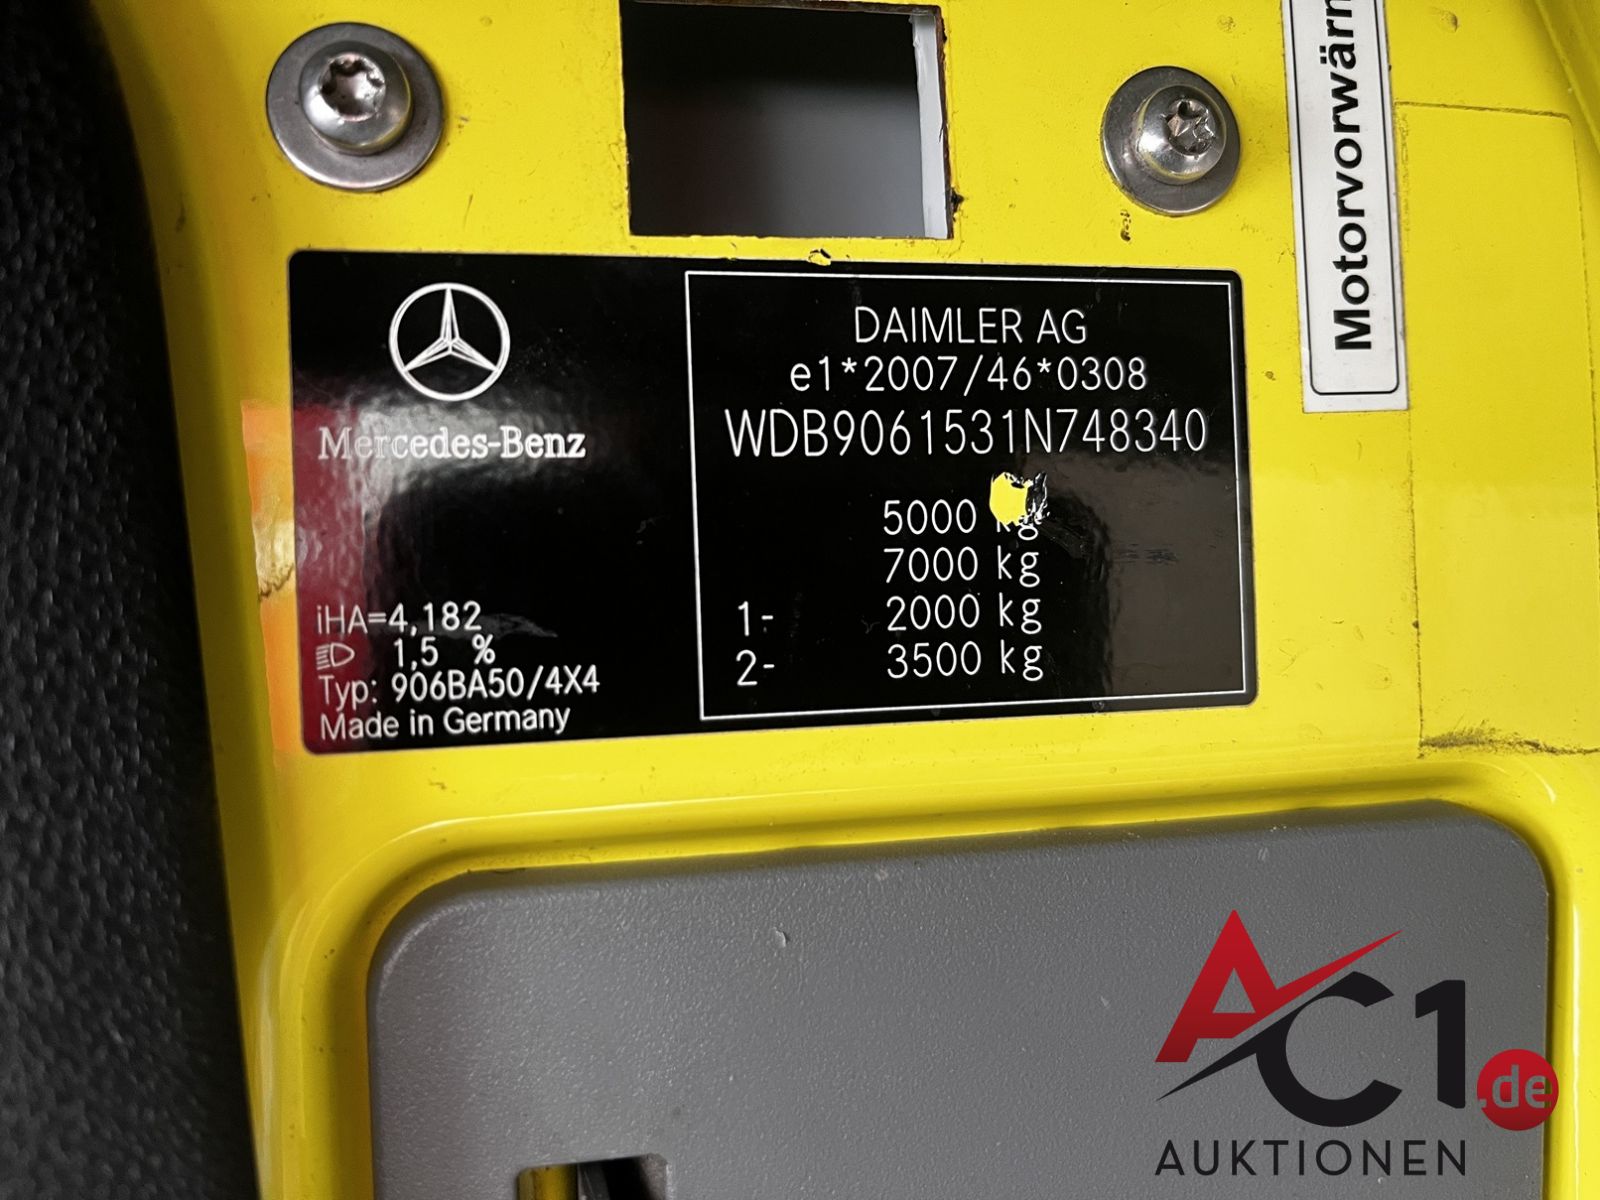 Motorvorwärm
Mercedes-Benz
iHA=4,182
1,5 %
Typ: 906BA50/4X4
Made in Germany
DAIMLER AG
e1*2007/46*0308
WDB9061531N748340
5000 kg
7000 kg
1- 2000 kg
2- 3500 kg
AC1.de
AUKTIONEN